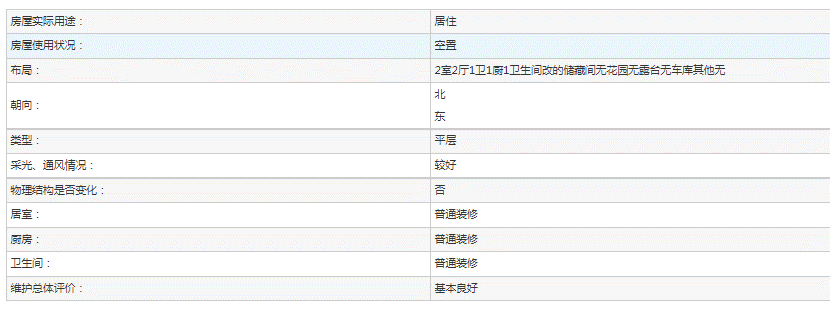 房屋实际用途： 居住
房屋使用状况： 空置
布局： 2室2厅1卫1厨1卫生间改的储藏间无花园无露台无车库其他无
朝向： 北
东
类型： 平层
采光、通风情况： 较好
物理结构是否变化： 否
居室： 普通装修
厨房： 普通装修
卫生间： 普通装修
维护总体评价： 基本良好